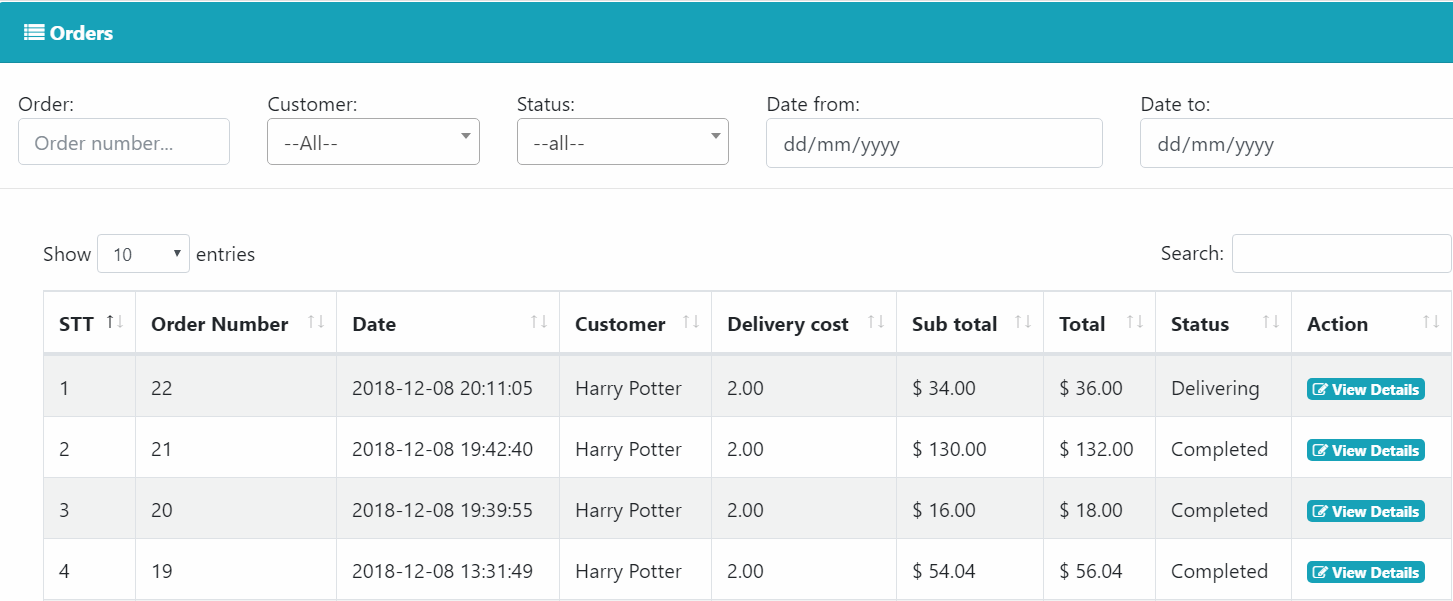 Orders
Order: Customer: Status: Date from: Date to:
Order number... --All-- --all-- dd/mm/yyyy dd/mm/yyyy
Show 10 entries Search:
STT Order Number Date Customer Delivery cost Sub total Total Status Action
1 22 2018-12-08 20:11:05 Harry Potter 2.00 $ 34.00 $ 36.00 Delivering View Details
2 21 2018-12-08 19:42:40 Harry Potter 2.00 $ 130.00 $ 132.00 Completed View Details
3 20 2018-12-08 19:39:55 Harry Potter 2.00 $ 16.00 $ 18.00 Completed View Details
4 19 2018-12-08 13:31:49 Harry Potter 2.00 $ 54.04 $ 56.04 Completed View Details